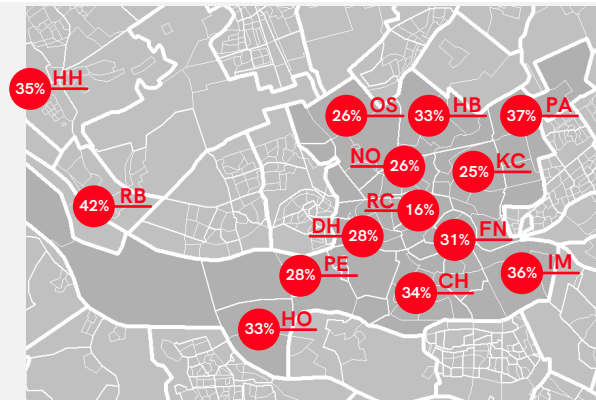 35% HH
26% OS
33% HB
37% PA
NO 26%
25% KC
42% RB
RC 16%
DH 28%
31% FN
28% PE
36% IM
34% CH
33% HO